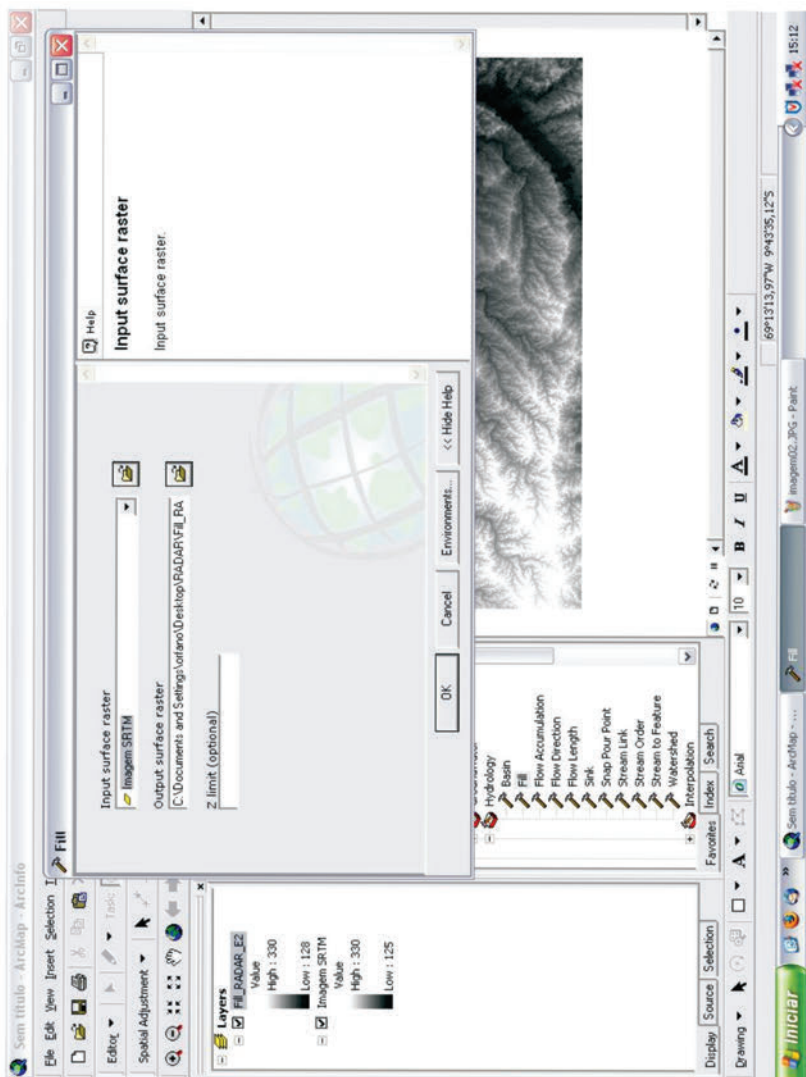 Sem título - ArcMap - ArcInfo
File Edit View Insert Selection
Editor Task:
Spatial Adjustment
Layers
Fill_RADAR_E2
Value
High : 330
Low : 128
Imagem SRTM
Value
High : 330
Low : 125
Display Source Selection
Hydrology
Basin
Fill
Flow Accumulation
Flow Direction
Flow Length
Sink
Snap Pour Point
Stream Link
Stream Order
Stream to Feature
Watershed
Interpolation
Favorites Index Search
Fill
Input surface raster
Imagem SRTM
Output surface raster
C:\Documents and Settings\orlano\Desktop\RADAR\Fill_RA
Z limit (optional)
OK Cancel Environments... << Hide Help
Help
Input surface raster
Input surface raster.
Drawing Arial 10 B I U A
69°13'13,97"W 9°43'35,12"S
Iniciar Sem título - ArcMap - ... Fill imagem02.JPG - Paint 15:12